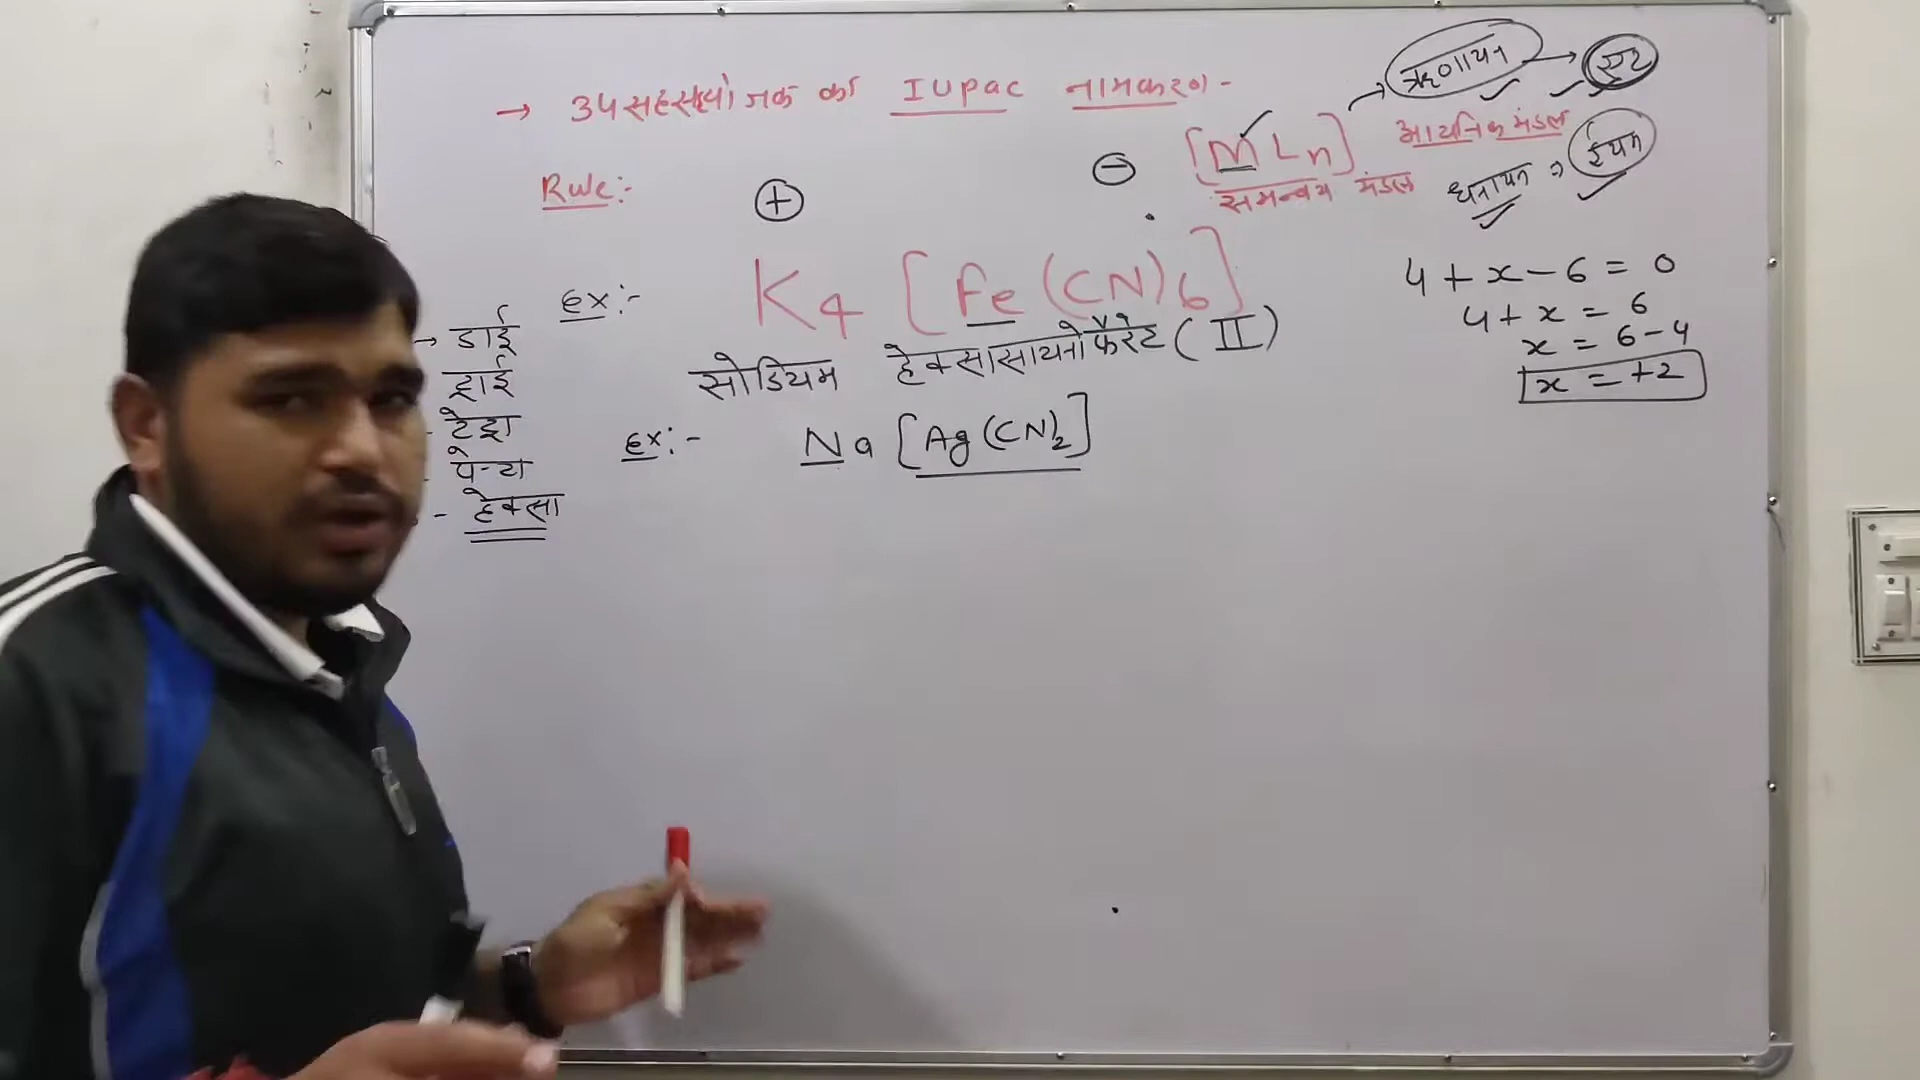 → उपसहसंयोजक का IUPAC नामकरण -
ऋणायन → एट
[MLn] आयनिक मंडल
समन्वय मंडल
धनायन ⇒ ईयम
Rule:-
+ −
ex:- K4 [Fe(CN)6]
सोडियम हेक्सासायनोफैरेट (II)
4 + x - 6 = 0
4 + x = 6
x = 6-4
x = +2
→ डाई
ट्राई
- टेट्रा
- पेन्टा
- हेक्सा
ex:- Na [Ag(CN)2]